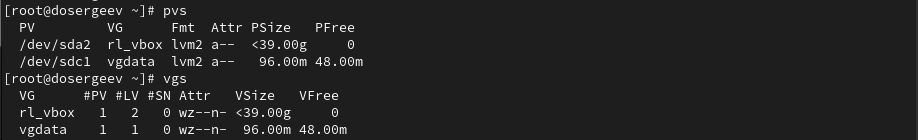 [root@dosergeev ~]# pvs
  PV         VG      Fmt  Attr PSize   PFree
  /dev/sda2  rl_vbox lvm2 a--  <39.00g     0
  /dev/sdc1  vgdata  lvm2 a--   96.00m 48.00m
[root@dosergeev ~]# vgs
  VG      #PV #LV #SN Attr   VSize   VFree
  rl_vbox   1   2   0 wz--n- <39.00g     0
  vgdata    1   1   0 wz--n-  96.00m 48.00m